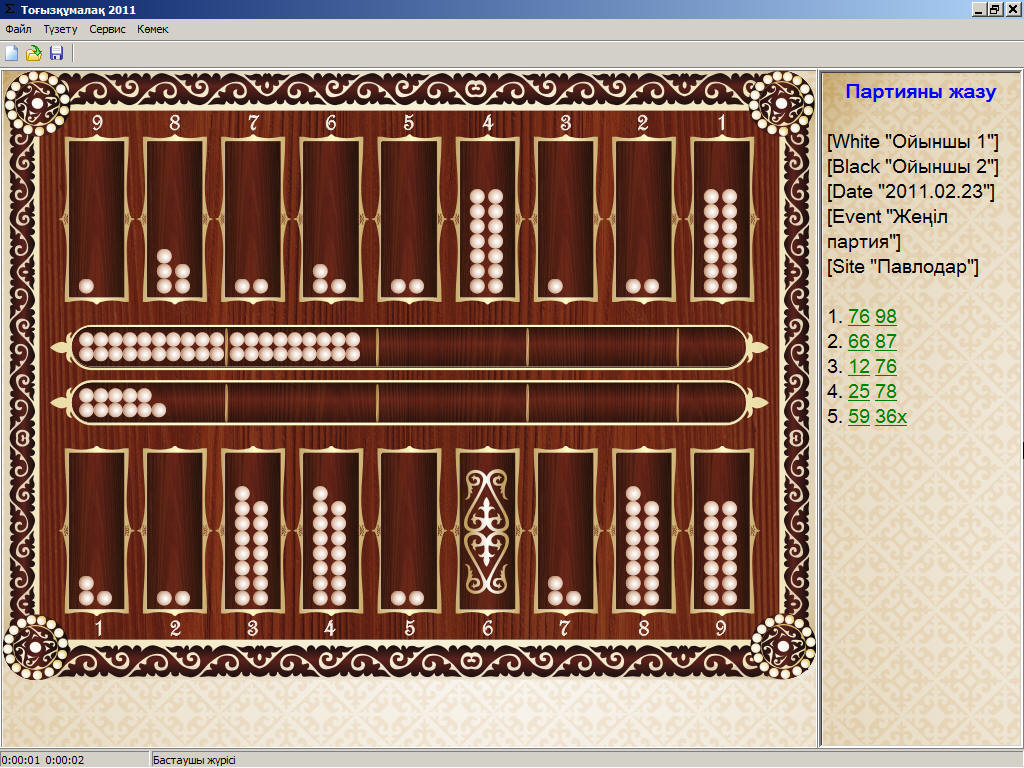 Тоғызқұмалақ 2011
Файл Түзету Сервис Көмек
9 8 7 6 5 4 3 2 1
1 2 3 4 5 6 7 8 9
Партияны жазу
[White "Ойыншы 1"]
[Black "Ойыншы 2"]
[Date "2011.02.23"]
[Event "Жеңіл
партия"]
[Site "Павлодар"]
1. 76 98
2. 66 87
3. 12 76
4. 25 78
5. 59 36x
0:00:01 0:00:02 Бастаушы жүрісі